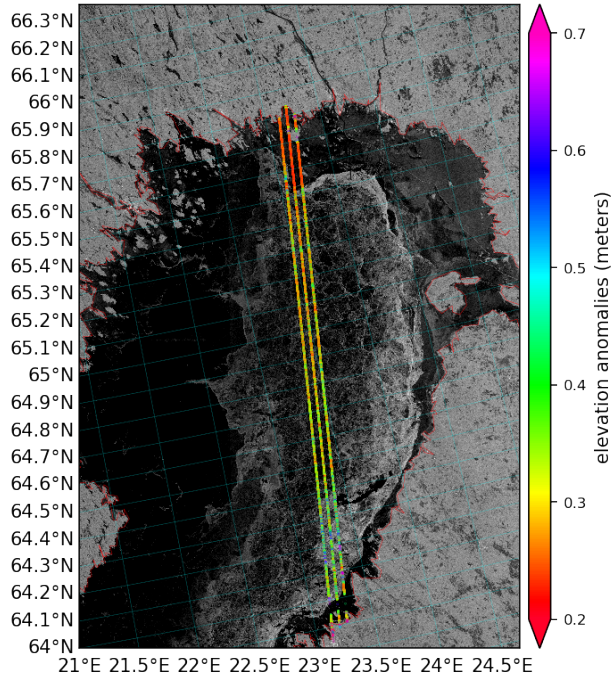 66.3°N
66.2°N
66.1°N
66°N
65.9°N
65.8°N
65.7°N
65.6°N
65.5°N
65.4°N
65.3°N
65.2°N
65.1°N
65°N
64.9°N
64.8°N
64.7°N
64.6°N
64.5°N
64.4°N
64.3°N
64.2°N
64.1°N
64°N
21°E 21.5°E 22°E 22.5°E 23°E 23.5°E 24°E 24.5°E
0.7
0.6
0.5
0.4
0.3
0.2
elevation anomalies (meters)